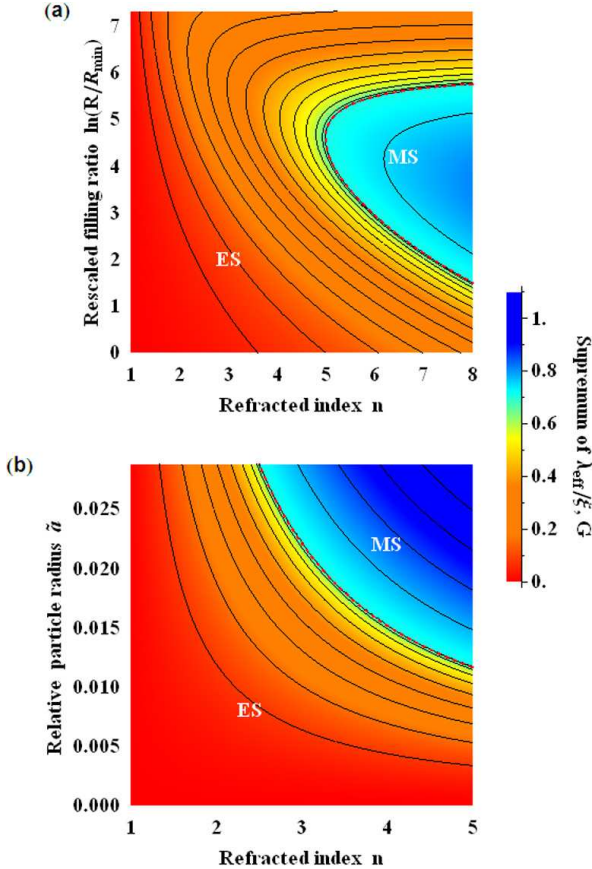 (a)
Rescaled filling ratio ln(R/R_min)
7
6
5
4
3
2
1
0
MS
ES
1 2 3 4 5 6 7 8
Refracted index n
Supremum of λ_eff/ξ, G
1.
0.8
0.6
0.4
0.2
0.
(b)
Relative particle radius ã
0.025
0.020
0.015
0.010
0.005
0.000
MS
ES
1 2 3 4 5
Refracted index n